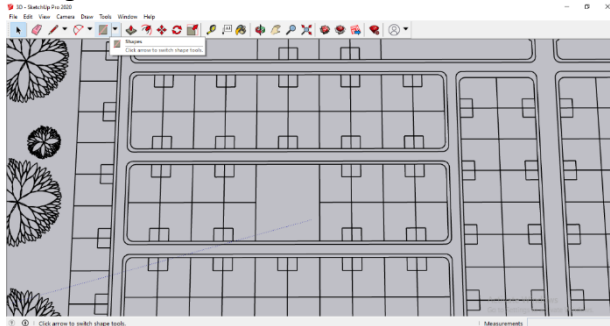 3D - SketchUp Pro 2020
File Edit View Camera Draw Tools Window Help
Shapes
Click arrow to switch shape tools.
Click arrow to switch shape tools.
Measurements